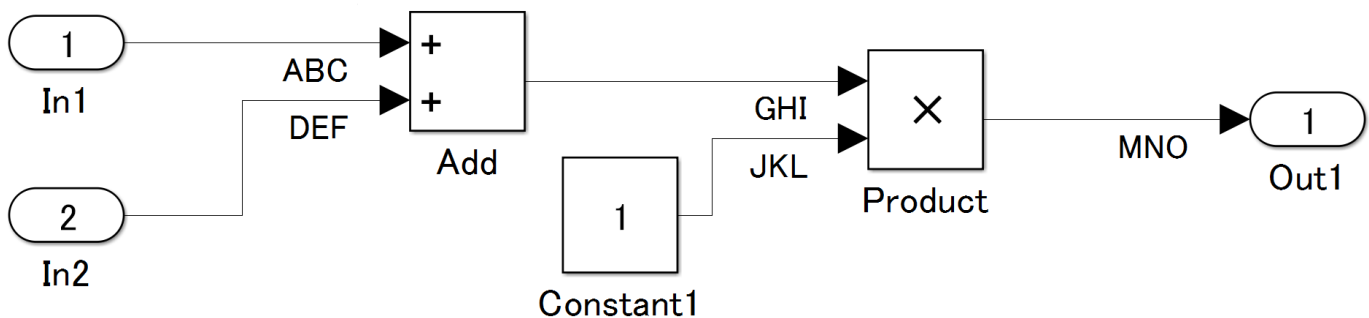 1
In1
ABC
2
In2
DEF
+
+
Add
GHI
1
Constant1
JKL
×
Product
MNO
1
Out1